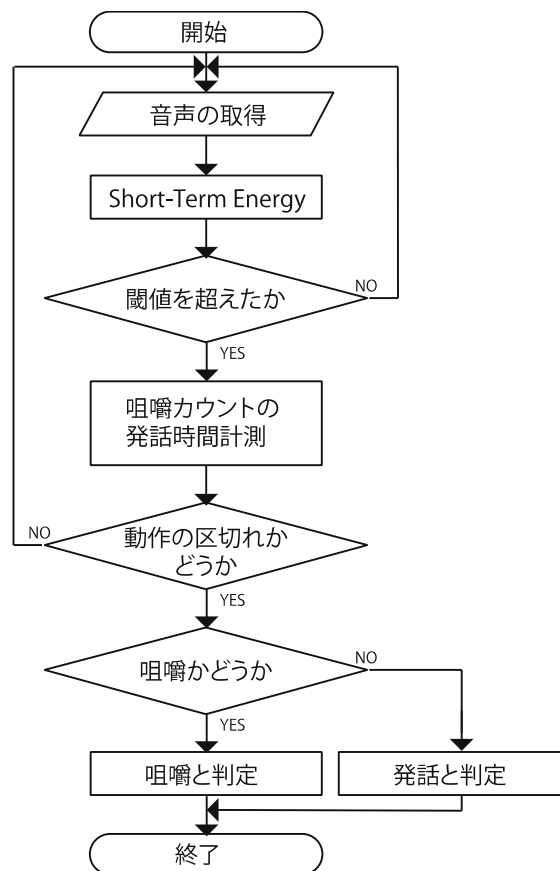 開始
音声の取得
Short-Term Energy
閾値を超えたか
NO
YES
咀嚼カウントの
発話時間計測
動作の区切れか
どうか
NO
YES
咀嚼かどうか
NO
YES
咀嚼と判定
発話と判定
終了